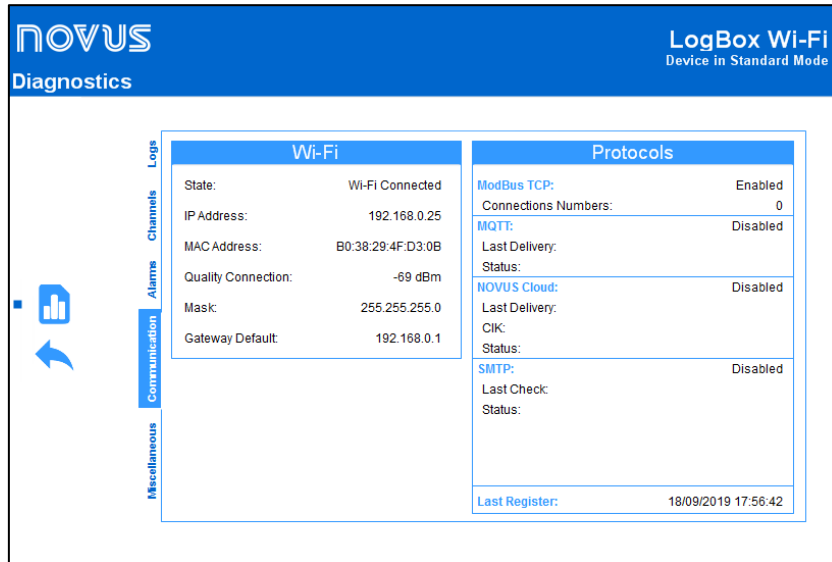 NOVUS
LogBox Wi-Fi
Device in Standard Mode
Diagnostics
Logs
Channels
Alarms
Communication
Miscellaneous
Wi-Fi
State: Wi-Fi Connected
IP Address: 192.168.0.25
MAC Address: B0:38:29:4F:D3:0B
Quality Connection: -69 dBm
Mask: 255.255.255.0
Gateway Default: 192.168.0.1
Protocols
ModBus TCP: Enabled
Connections Numbers: 0
MQTT: Disabled
Last Delivery:
Status:
NOVUS Cloud: Disabled
Last Delivery:
CIK:
Status:
SMTP: Disabled
Last Check:
Status:
Last Register: 18/09/2019 17:56:42